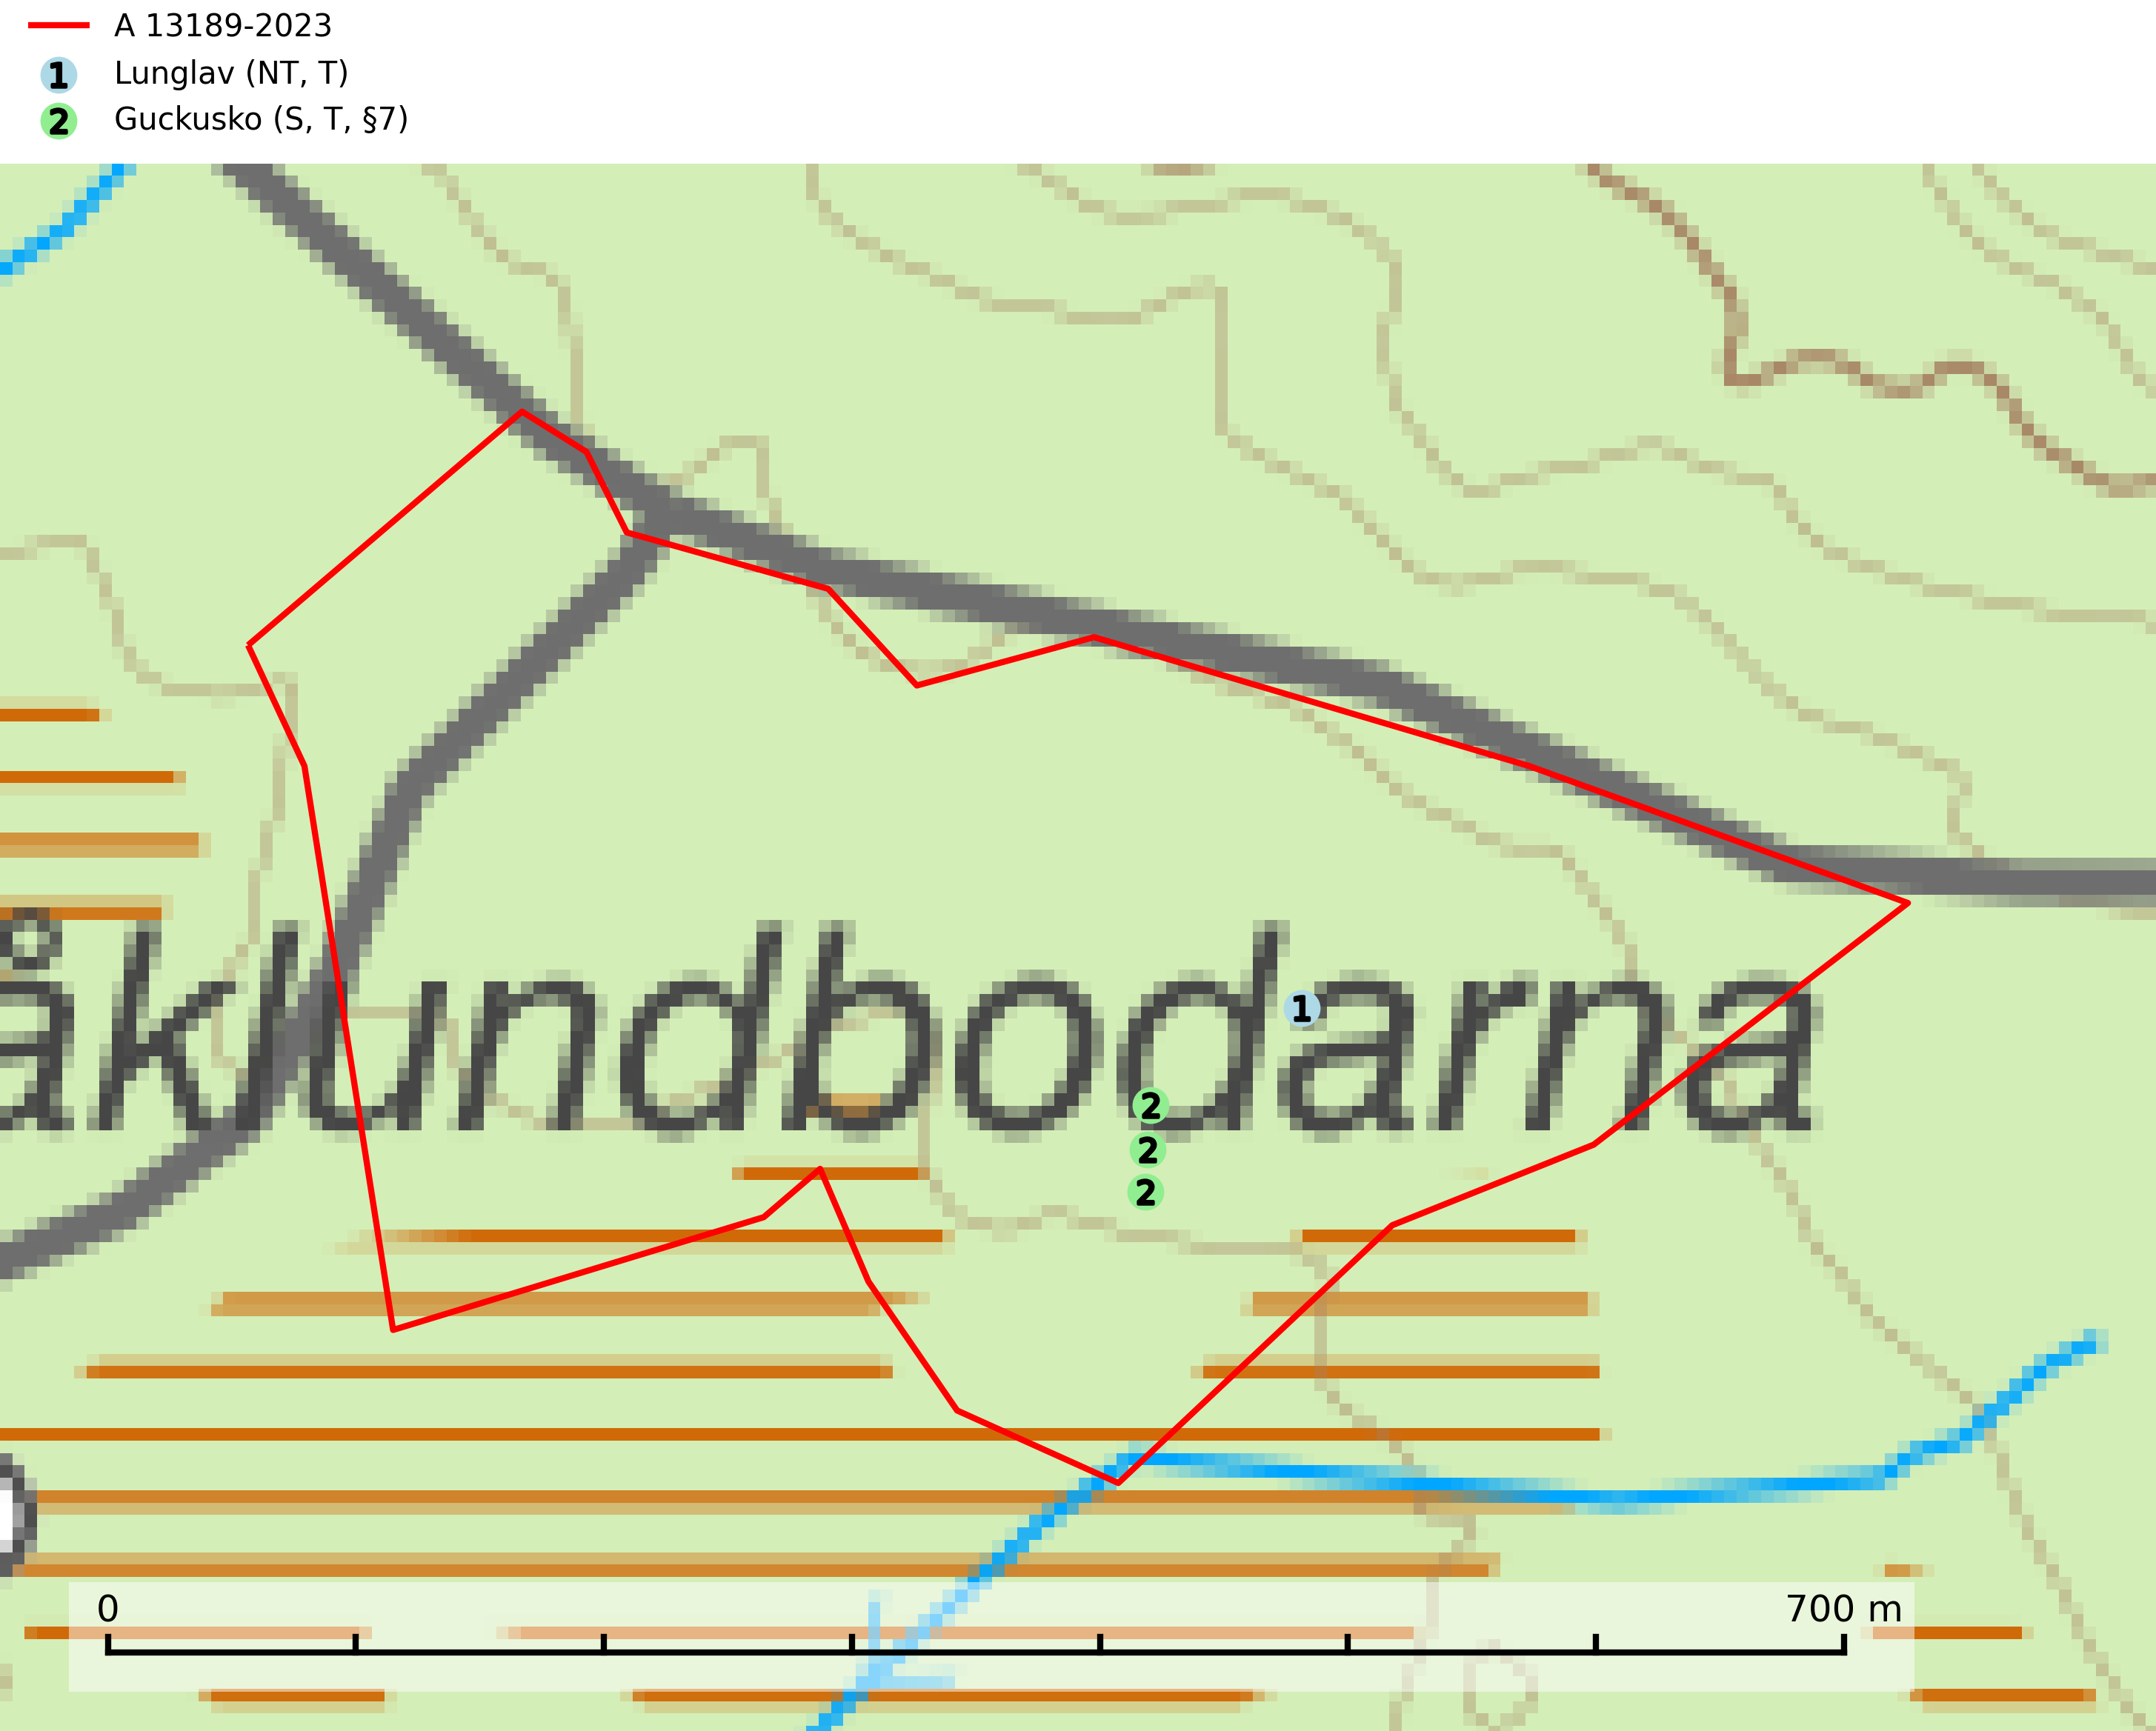 A 13189-2023
1 Lunglav (NT, T)
2 Guckusko (S, T, §7)
åklundbodarna
1
2
2
2
0 700 m